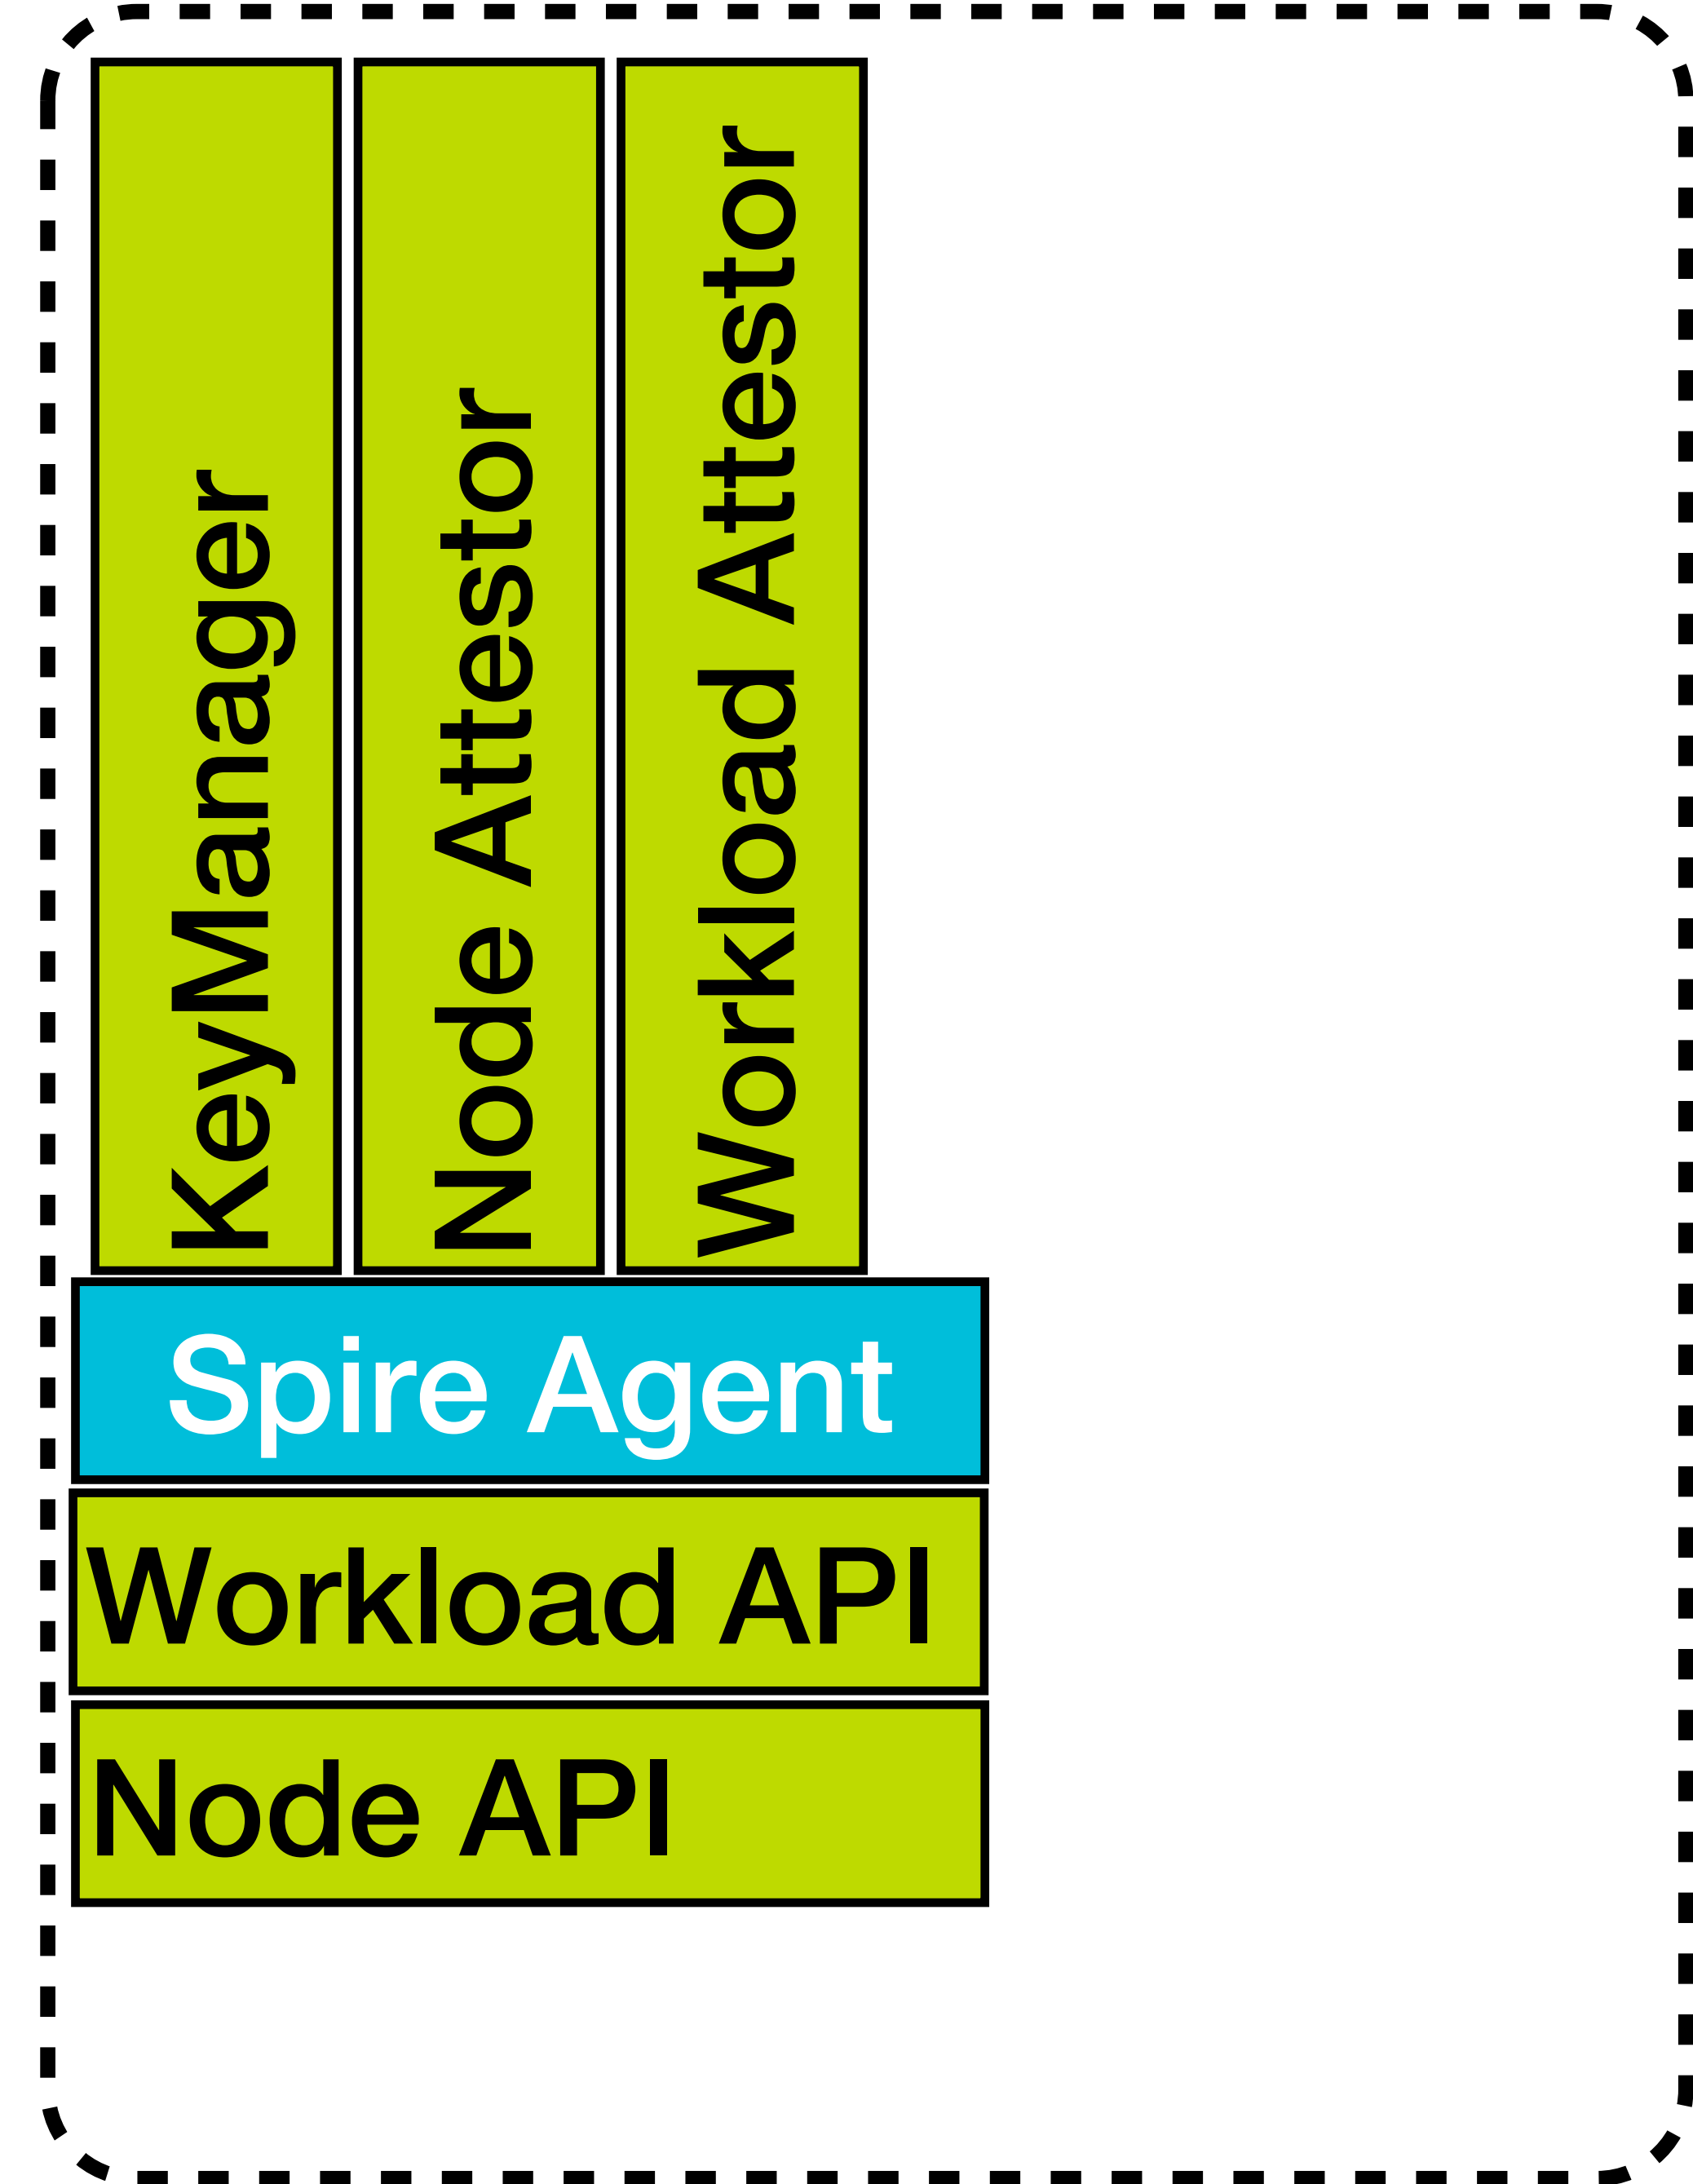 KeyManager
Node Attestor
Workload Attestor
Spire Agent
Workload API
Node API